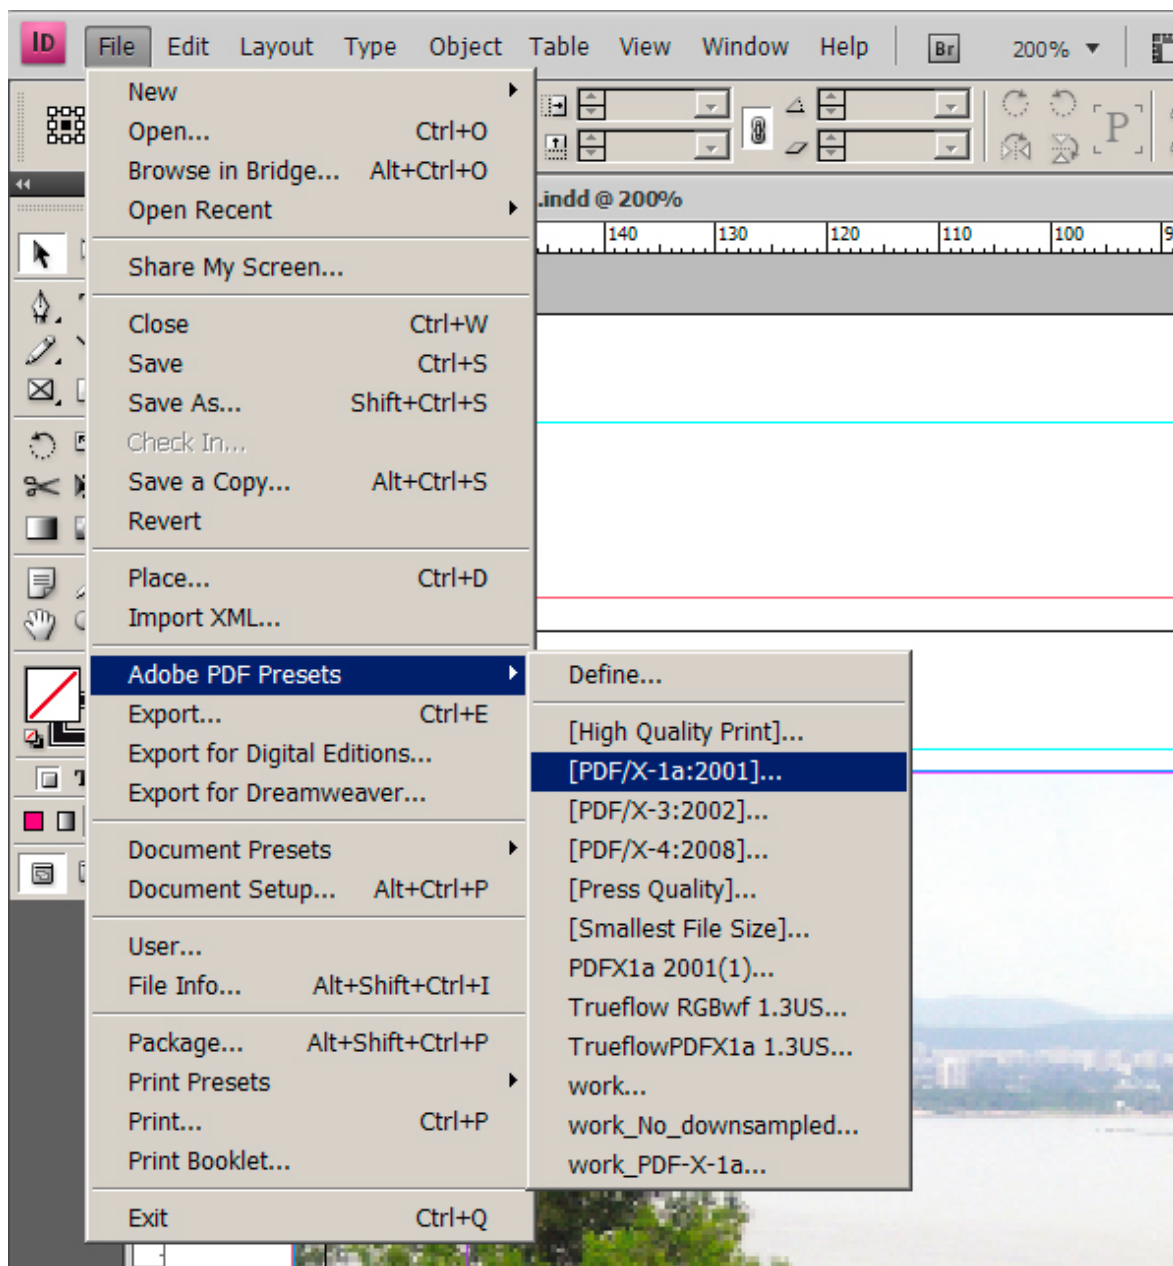 ID File Edit Layout Type Object Table View Window Help Br 200%
New
Open... Ctrl+O
Browse in Bridge... Alt+Ctrl+O
Open Recent
P
.indd @ 200%
140 130 120 110 100 9
Share My Screen...
Close Ctrl+W
Save Ctrl+S
Save As... Shift+Ctrl+S
Check In...
Save a Copy... Alt+Ctrl+S
Revert
Place... Ctrl+D
Import XML...
Adobe PDF Presets
Export... Ctrl+E
Export for Digital Editions...
Export for Dreamweaver...
Document Presets
Document Setup... Alt+Ctrl+P
User...
File Info... Alt+Shift+Ctrl+I
Package... Alt+Shift+Ctrl+P
Print Presets
Print... Ctrl+P
Print Booklet...
Exit Ctrl+Q
Define...
[High Quality Print]...
[PDF/X-1a:2001]...
[PDF/X-3:2002]...
[PDF/X-4:2008]...
[Press Quality]...
[Smallest File Size]...
PDFX1a 2001(1)...
Trueflow RGBwf 1.3US...
TrueflowPDFX1a 1.3US...
work...
work_No_downsampled...
work_PDF-X-1a...